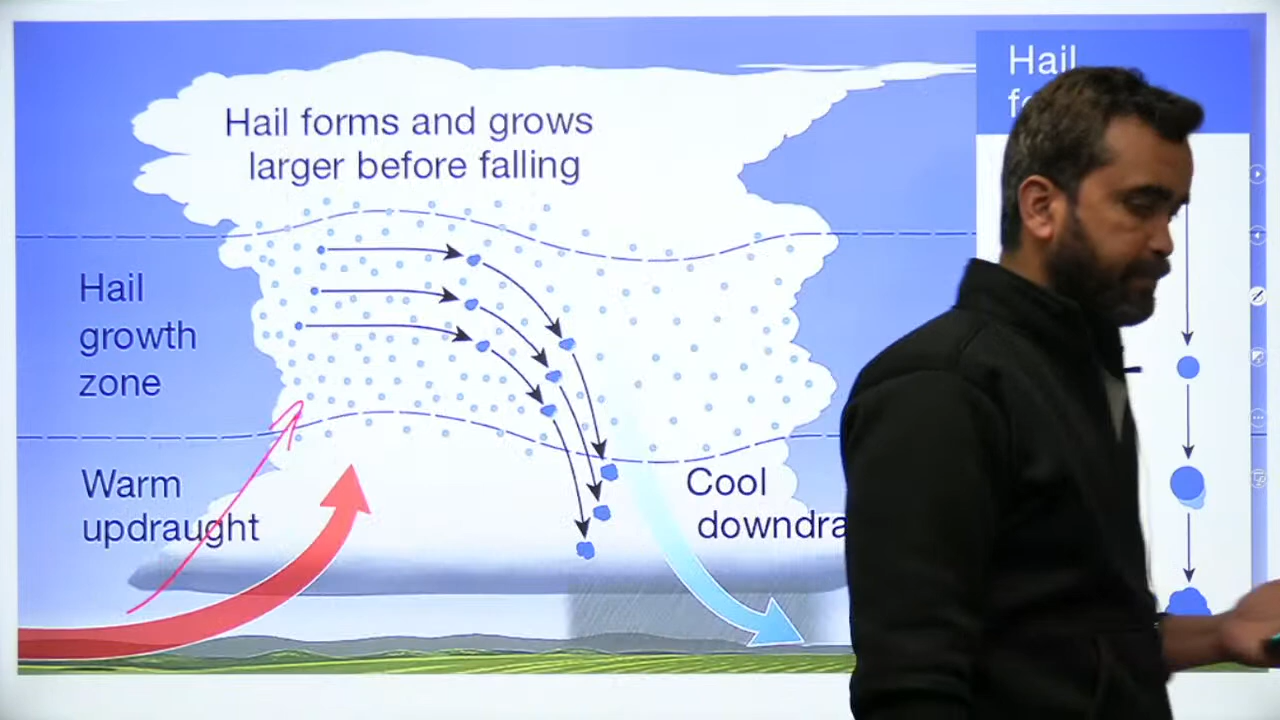 Hail forms and grows
larger before falling
Hail
growth
zone
Warm
updraught
Cool
Hail